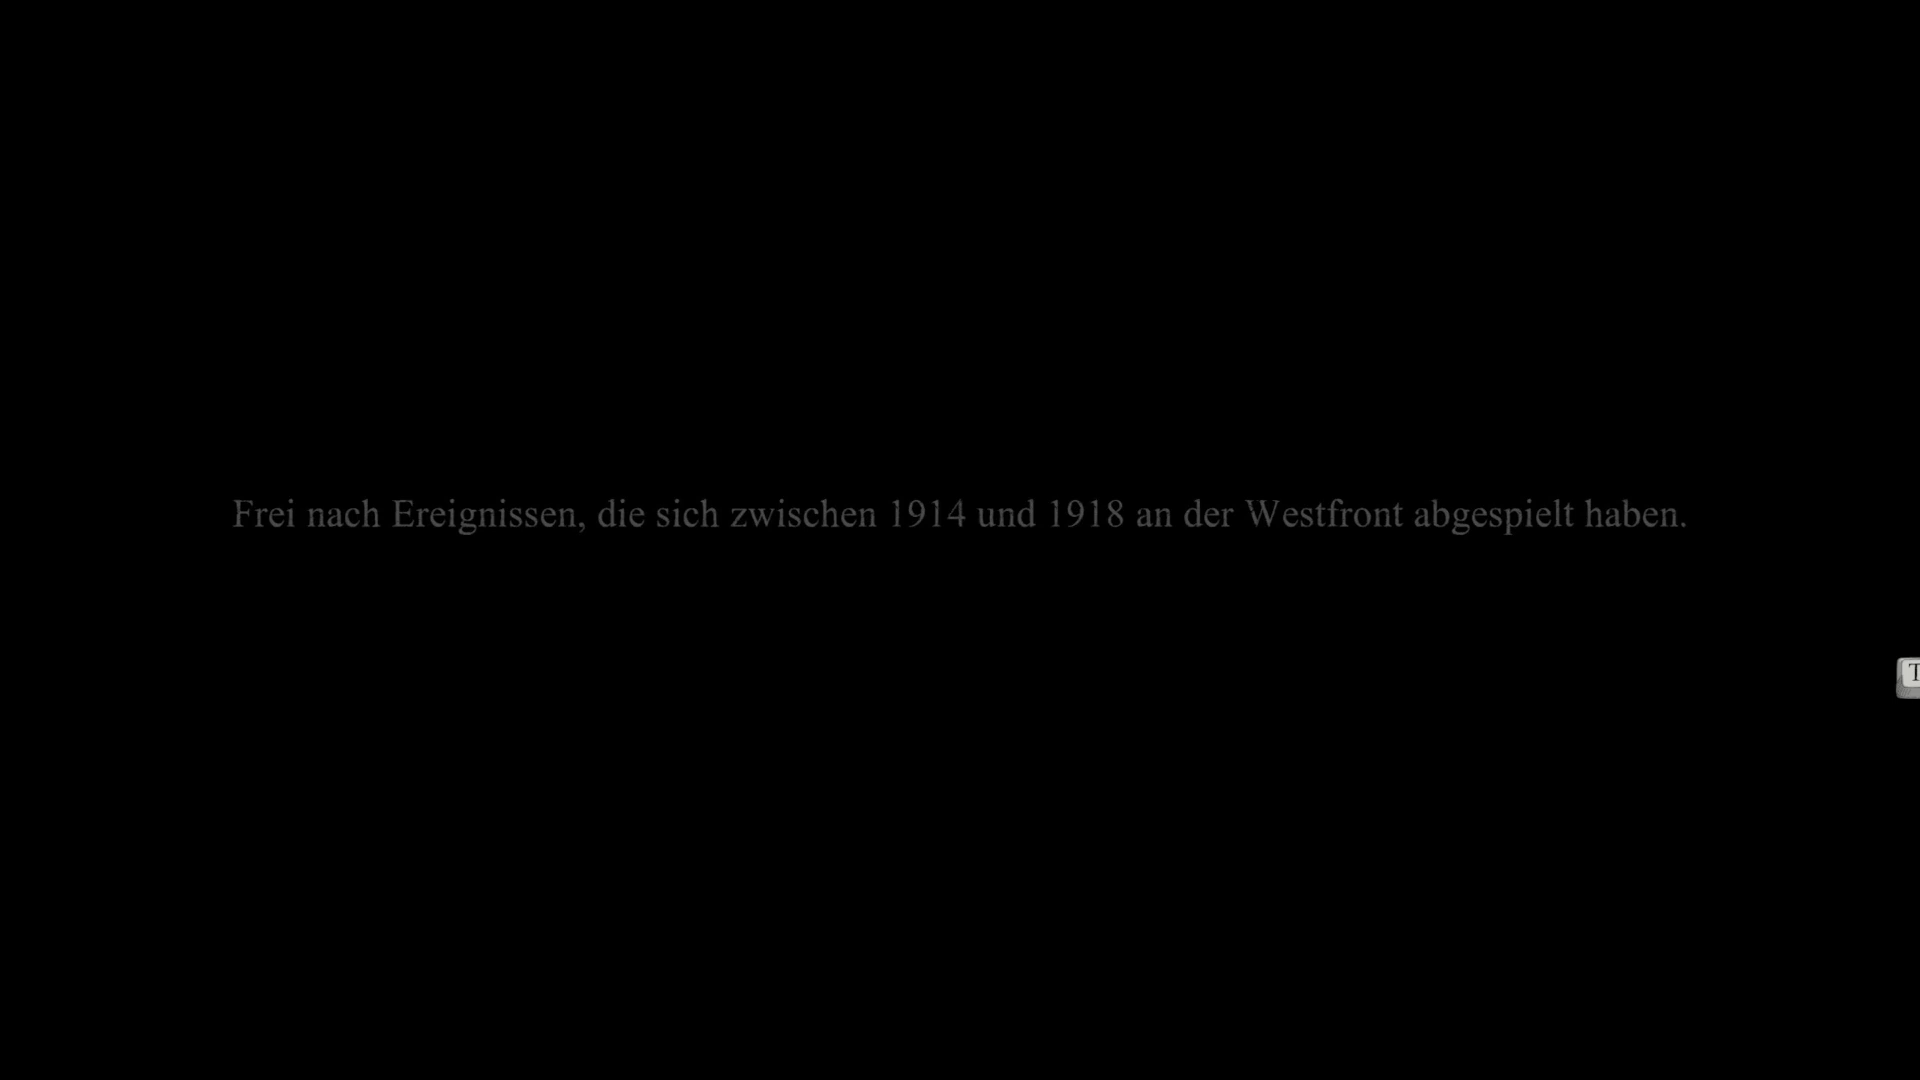 Frei nach Ereignissen, die sich zwischen 1914 und 1918 an der Westfront abgespielt haben.
T